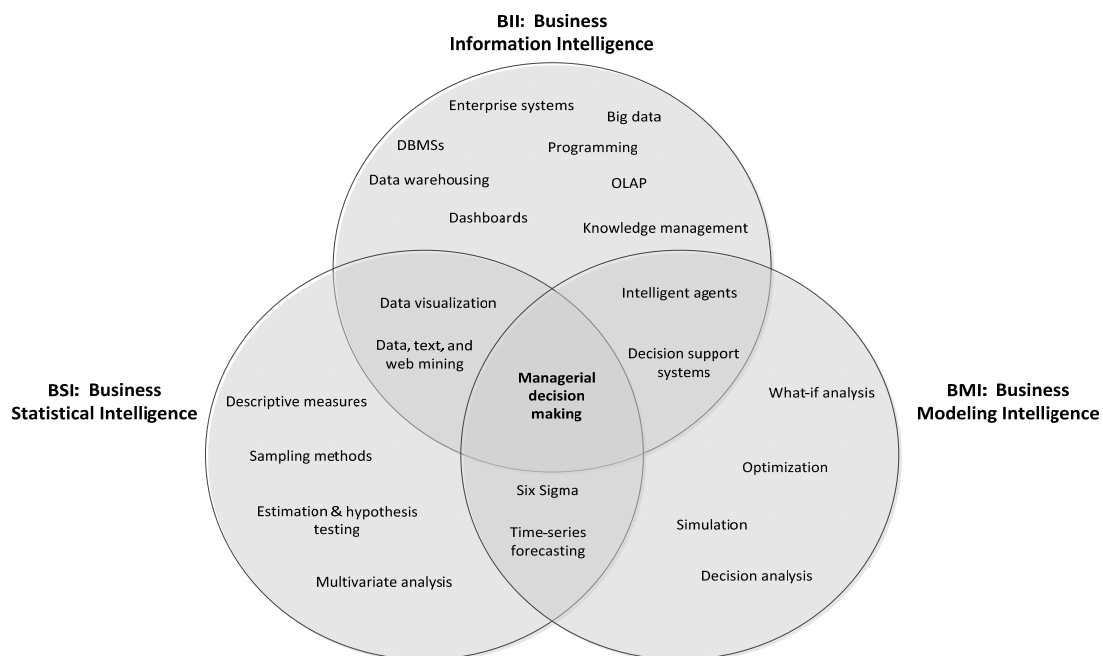 BII: Business
Information Intelligence
Enterprise systems
Big data
DBMSs
Programming
Data warehousing
OLAP
Dashboards
Knowledge management
Intelligent agents
Data visualization
Data, text, and
web mining
Decision support
systems
Managerial
decision
making
BSI: Business
Statistical Intelligence
BMI: Business
Modeling Intelligence
Descriptive measures
What-if analysis
Sampling methods
Optimization
Six Sigma
Estimation & hypothesis
testing
Time-series
forecasting
Simulation
Multivariate analysis
Decision analysis